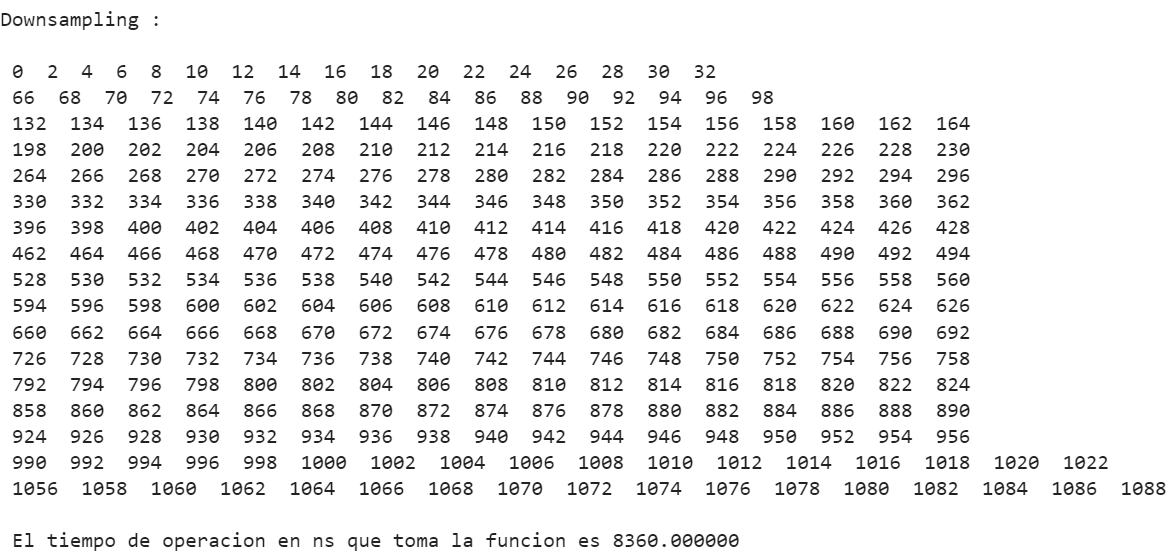 Downsampling :
0 2 4 6 8 10 12 14 16 18 20 22 24 26 28 30 32
66 68 70 72 74 76 78 80 82 84 86 88 90 92 94 96 98
132 134 136 138 140 142 144 146 148 150 152 154 156 158 160 162 164
198 200 202 204 206 208 210 212 214 216 218 220 222 224 226 228 230
264 266 268 270 272 274 276 278 280 282 284 286 288 290 292 294 296
330 332 334 336 338 340 342 344 346 348 350 352 354 356 358 360 362
396 398 400 402 404 406 408 410 412 414 416 418 420 422 424 426 428
462 464 466 468 470 472 474 476 478 480 482 484 486 488 490 492 494
528 530 532 534 536 538 540 542 544 546 548 550 552 554 556 558 560
594 596 598 600 602 604 606 608 610 612 614 616 618 620 622 624 626
660 662 664 666 668 670 672 674 676 678 680 682 684 686 688 690 692
726 728 730 732 734 736 738 740 742 744 746 748 750 752 754 756 758
792 794 796 798 800 802 804 806 808 810 812 814 816 818 820 822 824
858 860 862 864 866 868 870 872 874 876 878 880 882 884 886 888 890
924 926 928 930 932 934 936 938 940 942 944 946 948 950 952 954 956
990 992 994 996 998 1000 1002 1004 1006 1008 1010 1012 1014 1016 1018 1020 1022
1056 1058 1060 1062 1064 1066 1068 1070 1072 1074 1076 1078 1080 1082 1084 1086 1088
El tiempo de operacion en ns que toma la funcion es 8360.000000